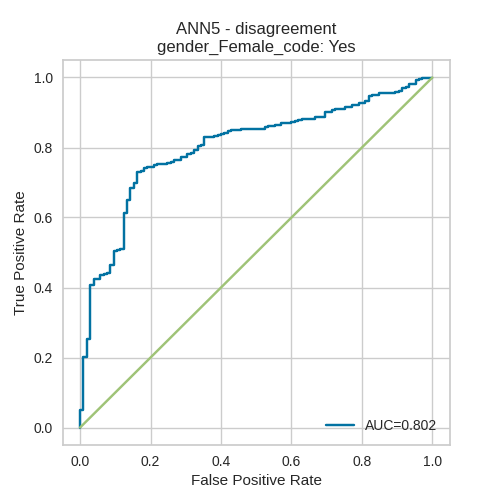 ANN5 - disagreement
gender_Female_code: Yes
True Positive Rate
1.0
0.8
0.6
0.4
0.2
0.0
AUC=0.802
0.0 0.2 0.4 0.6 0.8 1.0
False Positive Rate